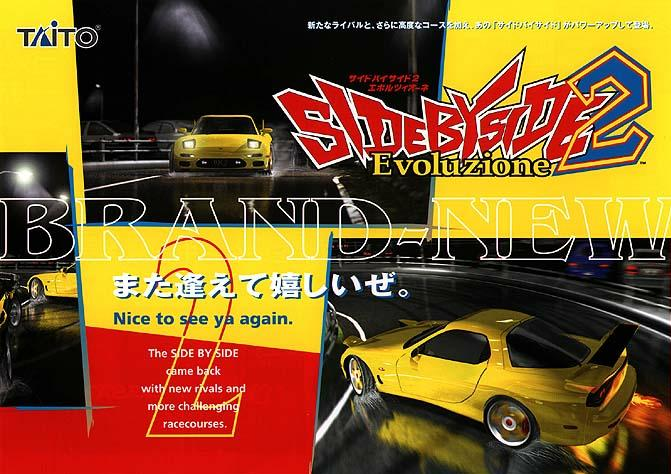 TAITO®
新たなライバルと、さらに高度なコースを加え、あの「サイドバイサイド」がパワーアップして登場。
サイドバイサイド2
エボルツィオーネ
SIDE BY SIDE 2™
Evoluzione
BRAND-NEW
2
また逢えて嬉しいぜ。
Nice to see ya again.
The SIDE BY SIDE
came back
with new rivals and
more challenging
racecourses.